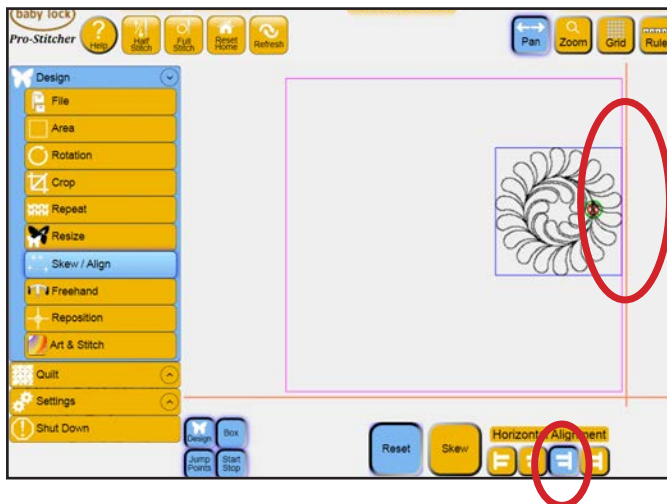 baby lock
Pro-Stitcher
Help
Half Stitch
Full Stitch
Reset Home
Refresh
Pan
Zoom
Grid
Rule
Design
File
Area
Rotation
Crop
Repeat
Resize
Skew / Align
Freehand
Reposition
Art & Stitch
Quilt
Settings
Shut Down
Design
Box
Jump Points
Start Stop
Reset
Skew
Horizontal Alignment